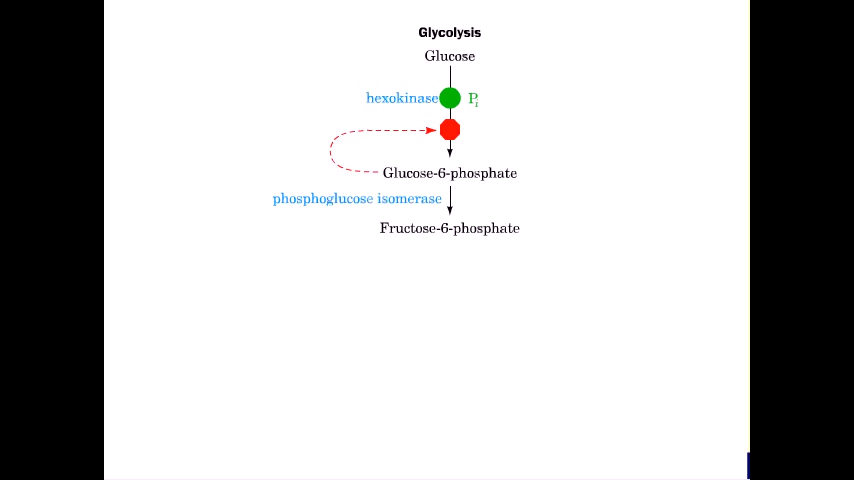 Glycolysis
Glucose
hexokinase Pi
Glucose-6-phosphate
phosphoglucose isomerase
Fructose-6-phosphate